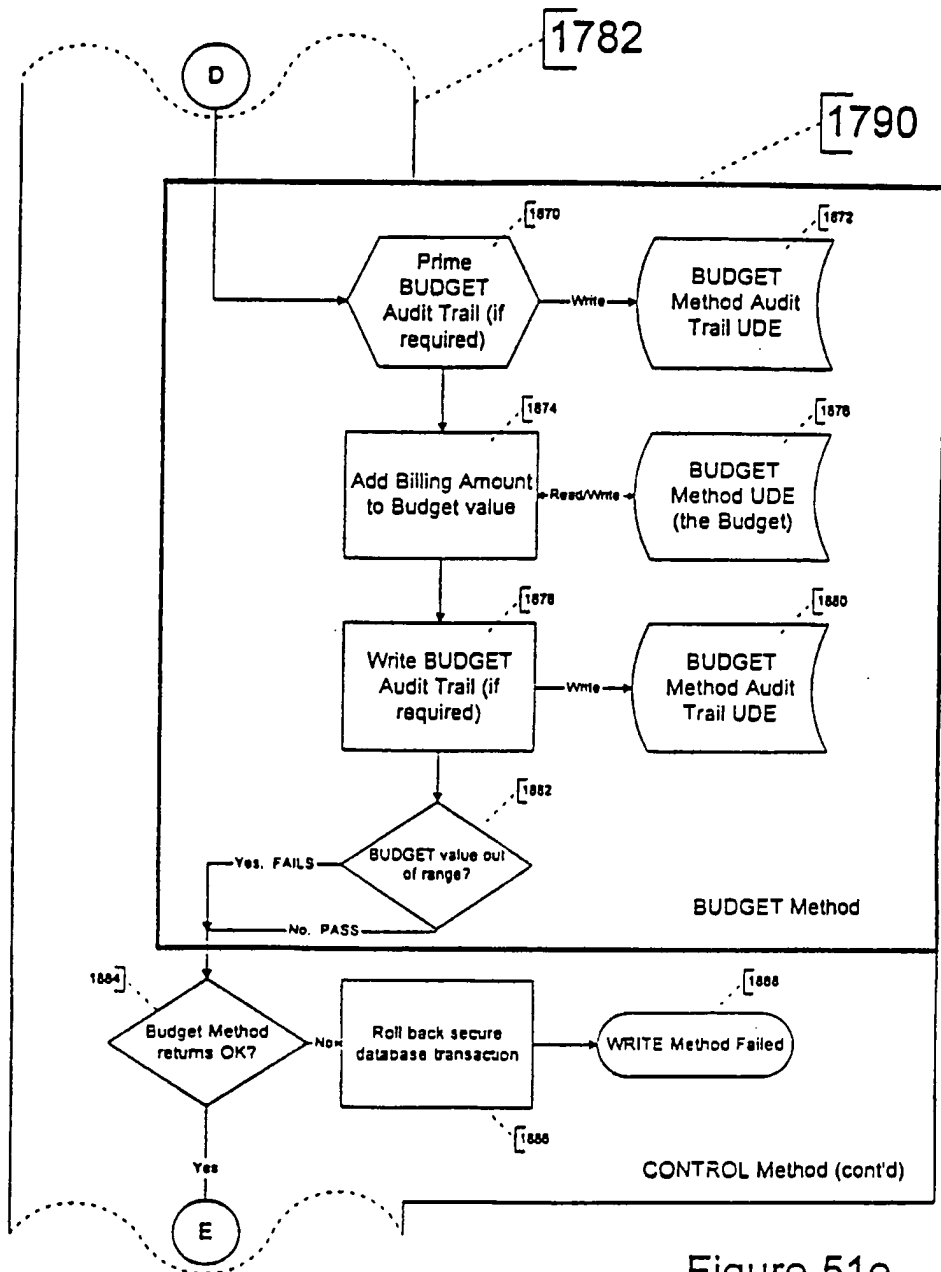 1782
D
1790
1870
Prime
BUDGET
Audit Trail (if
required)
Write
1872
BUDGET
Method Audit
Trail UDE
1874
Add Billing Amount
to Budget value
Read/Write
1876
BUDGET
Method UDE
(the Budget)
1878
Write BUDGET
Audit Trail (if
required)
Write
1880
BUDGET
Method Audit
Trail UDE
1882
BUDGET value out
of range?
Yes, FAILS
No, PASS
BUDGET Method
1884
Budget Method
returns OK?
No
Roll back secure
database transaction
1886
1888
WRITE Method Failed
Yes
CONTROL Method (cont'd)
E
Figure 51e